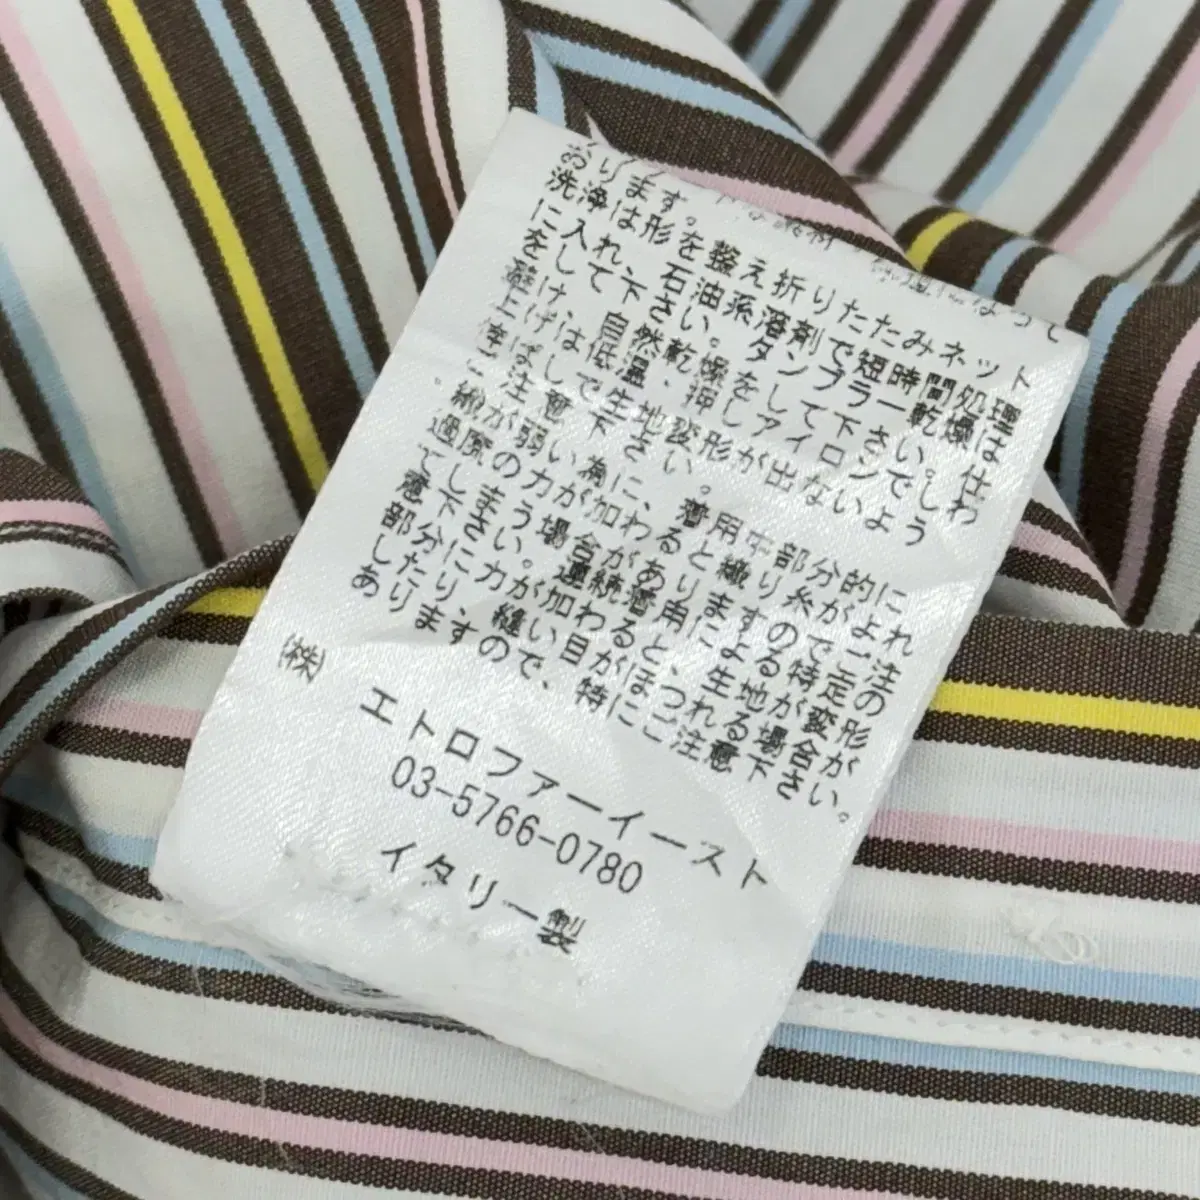 って
おります。
洗浄は形を整え折りたたみネット
に入れ、石油系溶剤で短時間処理
をして下さい。タンブラー乾燥は
避け、自然乾燥をして下さい。仕
上げは低温で押しアイロンでしわ
ばして生地変形が出ないよう
ご注意下さい。
が弱い為に、着用中部分的に
過度の力が加わると織り糸がよれ
てしまう場合がありますのでご注
意下さい。連続着用による特定の
部分に力が加わると、生地が変形
したり、縫い目がほつれる場合が
ありますので、特にご注意下さい。
(株) エトロファーイースト
03-5766-0780
イタリー製